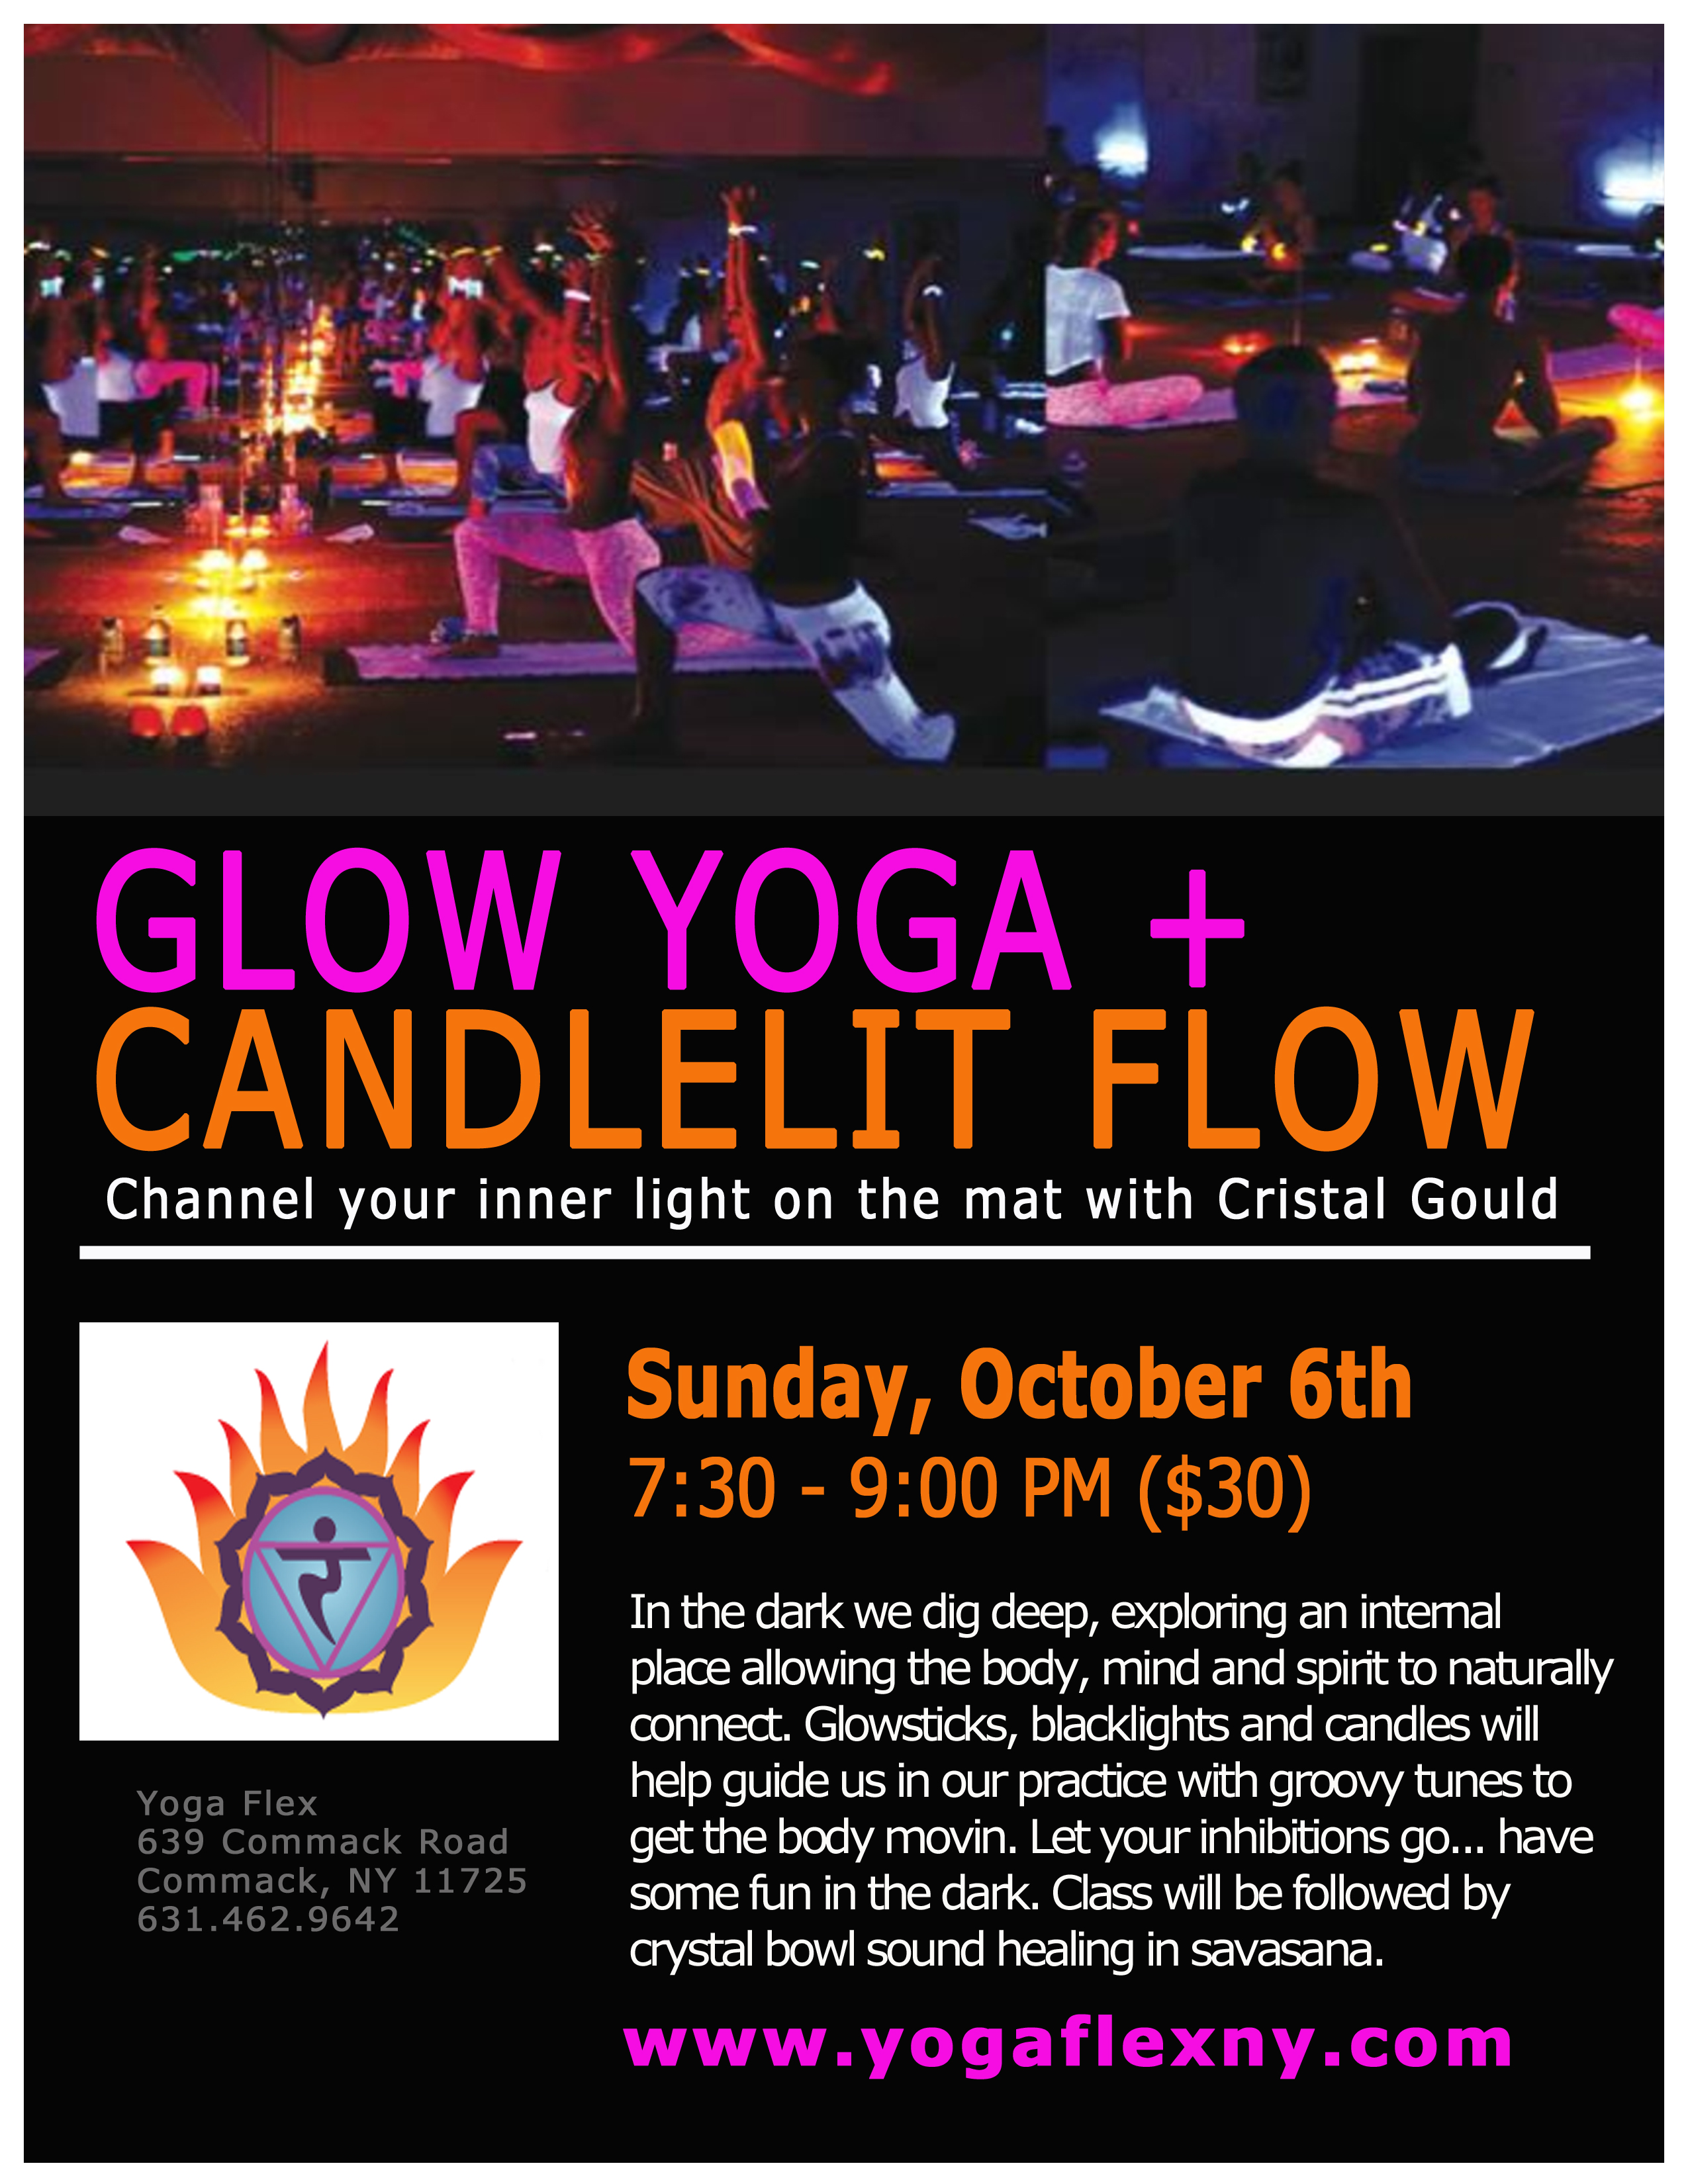 GLOW YOGA +
CANDLELIT FLOW
Channel your inner light on the mat with Cristal Gould
Sunday, October 6th
7:30 - 9:00 PM ($30)
In the dark we dig deep, exploring an internal
place allowing the body, mind and spirit to naturally
connect. Glowsticks, blacklights and candles will
help guide us in our practice with groovy tunes to
get the body movin. Let your inhibitions go... have
some fun in the dark. Class will be followed by
crystal bowl sound healing in savasana.
www.yogaflexny.com
Yoga Flex
639 Commack Road
Commack, NY 11725
631.462.9642